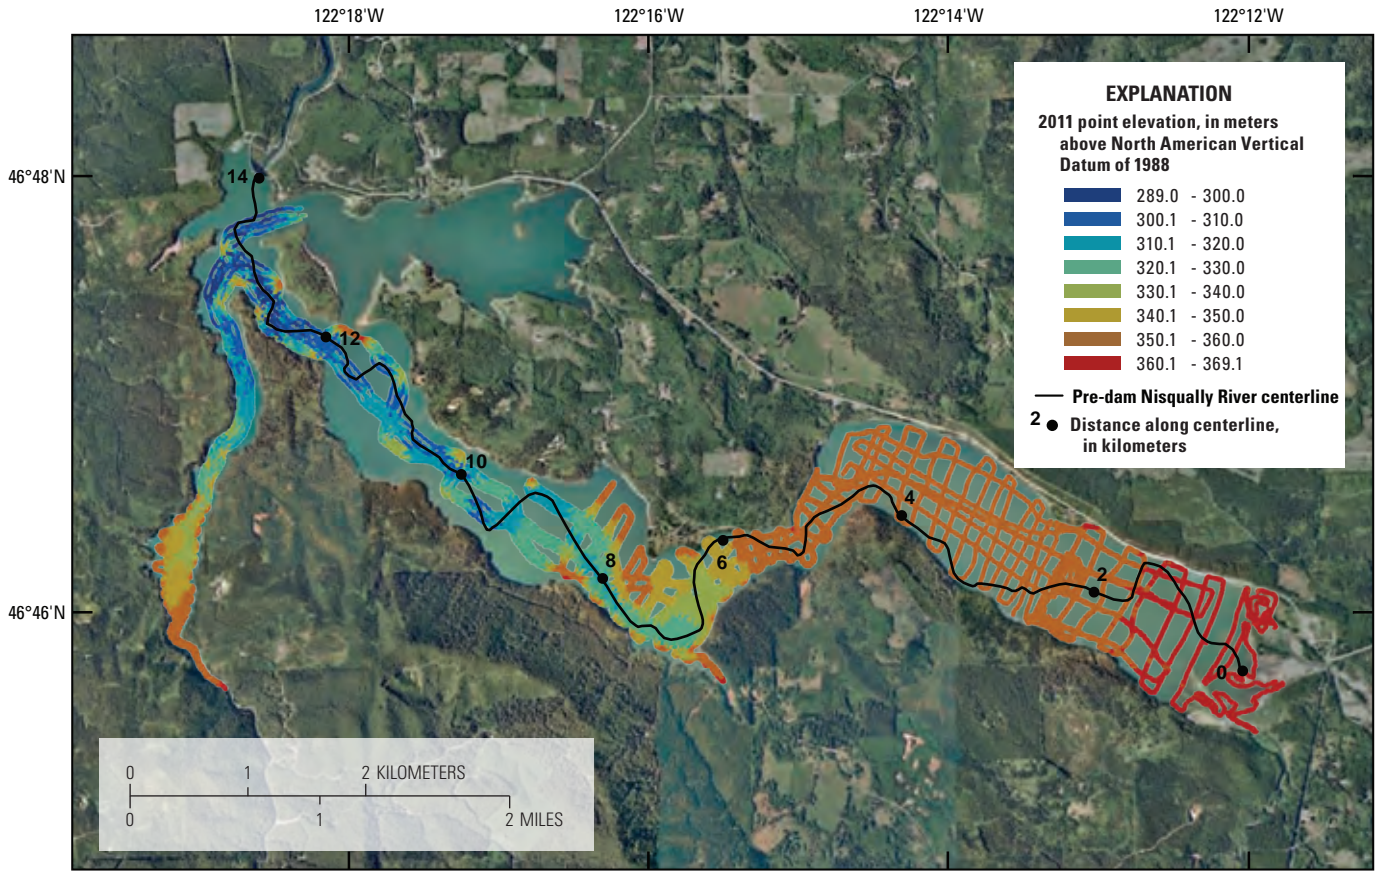 122°18'W 122°16'W 122°14'W 122°12'W
EXPLANATION
2011 point elevation, in meters
above North American Vertical
Datum of 1988
289.0 - 300.0
300.1 - 310.0
310.1 - 320.0
320.1 - 330.0
330.1 - 340.0
340.1 - 350.0
350.1 - 360.0
360.1 - 369.1
Pre-dam Nisqually River centerline
2 Distance along centerline,
in kilometers
46°48'N
14
12
10
4
8
6
2
46°46'N
0
0 1 2 KILOMETERS
0 1 2 MILES